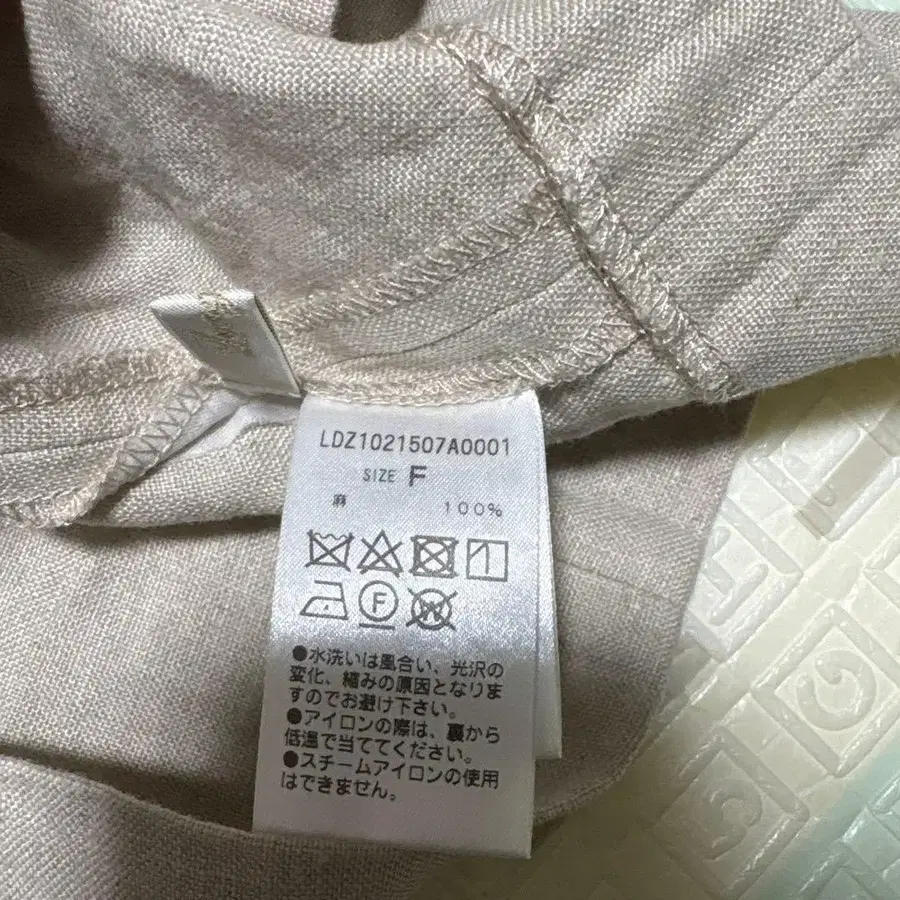 LDZ1021507A0001
SIZE F
麻 100%
F
W
●水洗いは風合い、光沢の
変化、縮みの原因となりま
すのでお避け下さい。
●アイロンの際は、裏から
低温で当ててください。
●スチームアイロンの使用
はできません。